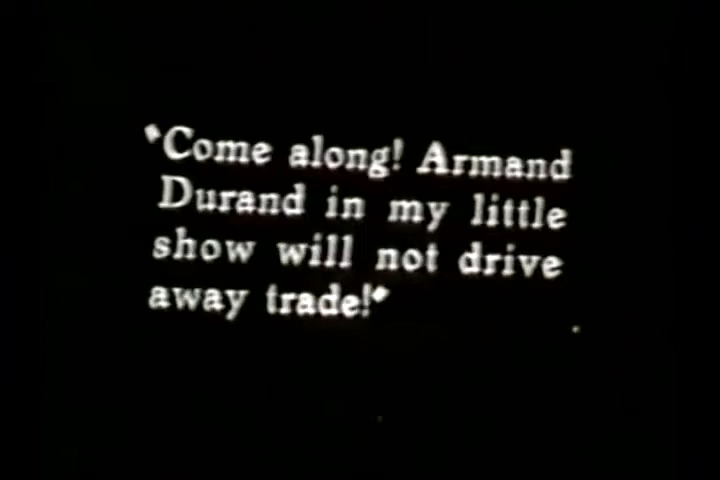 "Come along! Armand
Durand in my little
show will not drive
away trade!"